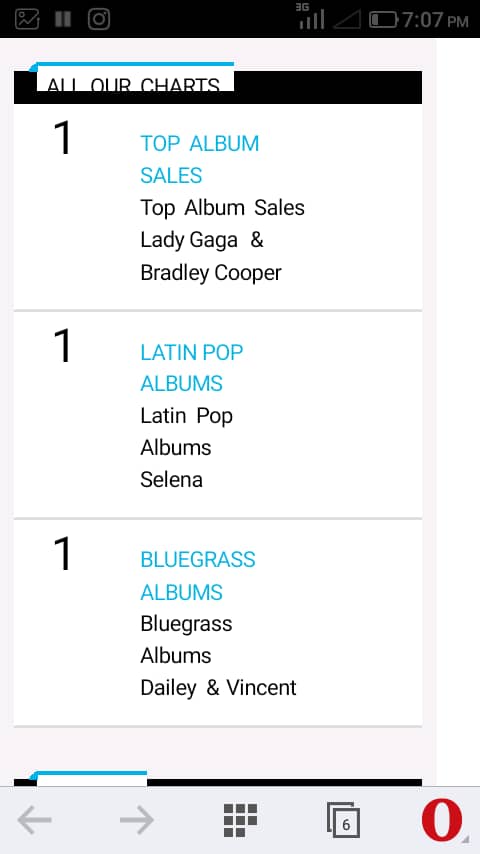 3G
7:07 PM
ALL OUR CHARTS
1
TOP ALBUM
SALES
Top Album Sales
Lady Gaga &
Bradley Cooper
1
LATIN POP
ALBUMS
Latin Pop
Albums
Selena
1
BLUEGRASS
ALBUMS
Bluegrass
Albums
Dailey & Vincent
6